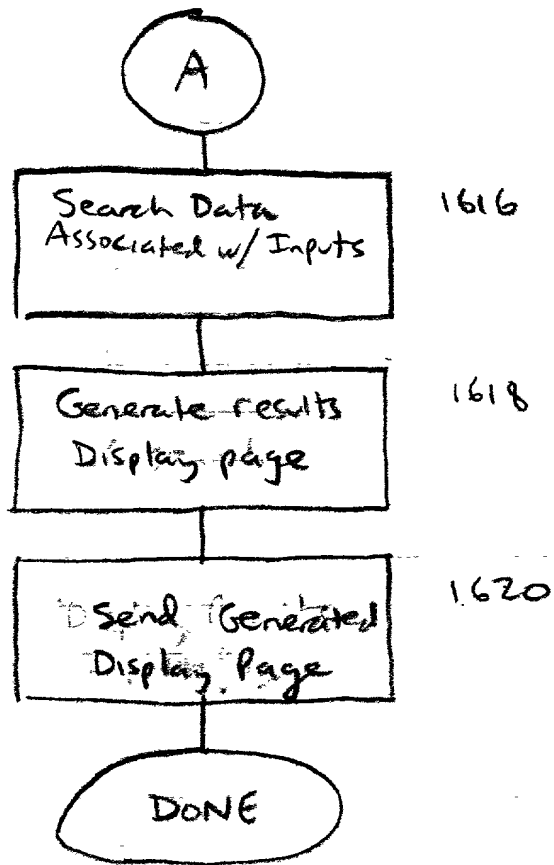 A
Search Data
Associated w/ Inputs
1616
Generate results
Display page
1618
Send Generated
Display Page
1620
DONE